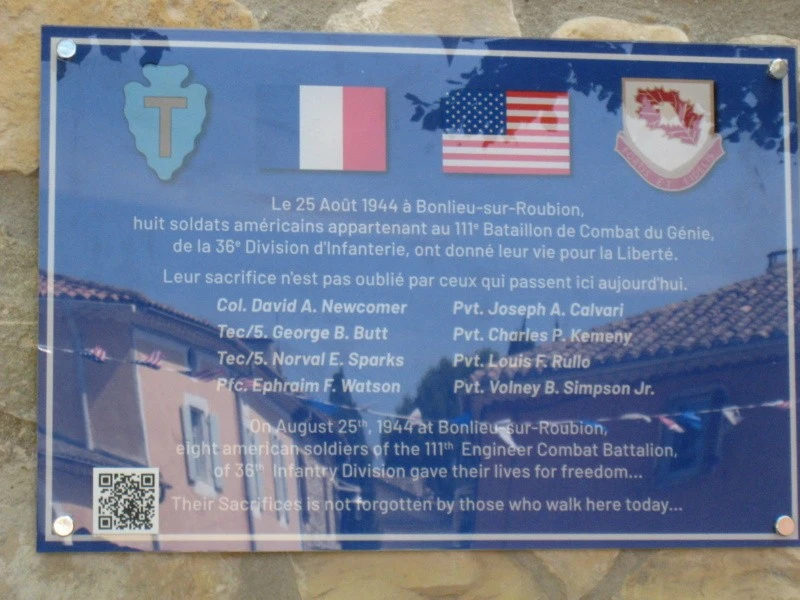 T
Le 25 Août 1944 à Bonlieu-sur-Roubion,
huit soldats américains appartenant au 111e Bataillon de Combat du Génie,
de la 36e Division d'Infanterie, ont donné leur vie pour la Liberté.
Leur sacrifice n'est pas oublié par ceux qui passent ici aujourd'hui.
Col. David A. Newcomer Pvt. Joseph A. Calvari
Tec/5. George B. Butt Pvt. Charles P. Kemeny
Tec/5. Norval E. Sparks Pvt. Louis F. Rullo
Pfc. Ephraim F. Watson Pvt. Volney B. Simpson Jr.
On August 25th, 1944 at Bonlieu-sur-Roubion,
eight american soldiers of the 111th Engineer Combat Battalion,
of 36th Infantry Division gave their lives for freedom...
Their Sacrifices is not forgotten by those who walk here today...